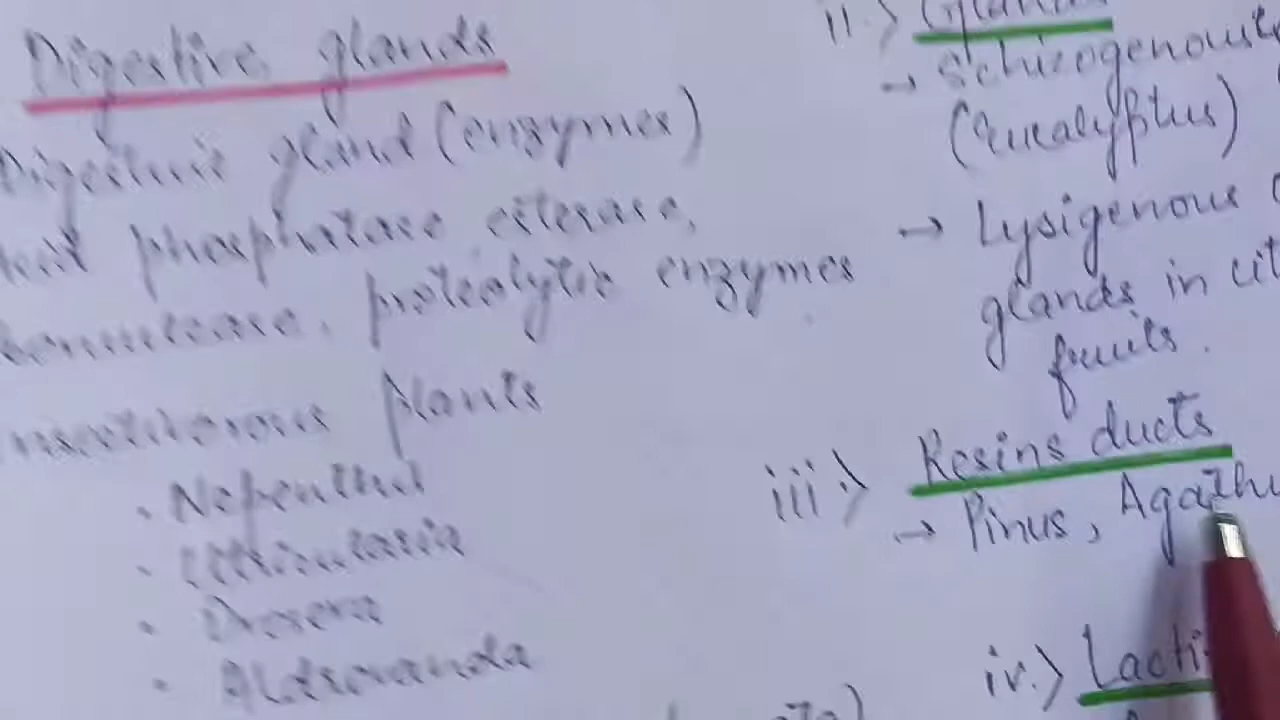 Digestive glands
Digestive gland (enzymes)
phosphatase esterase,
proteolytic enzymes
plants
. Nepenthes
. Utricularia
. Drosera
. Aldrovanda
ii.) Glands
→ Schizogenous
(Eucalyptus)
→ Lysigenous
glands in cit
fruits.
iii.) Resins ducts
→ Pinus, Agathi
iv.) Lacti